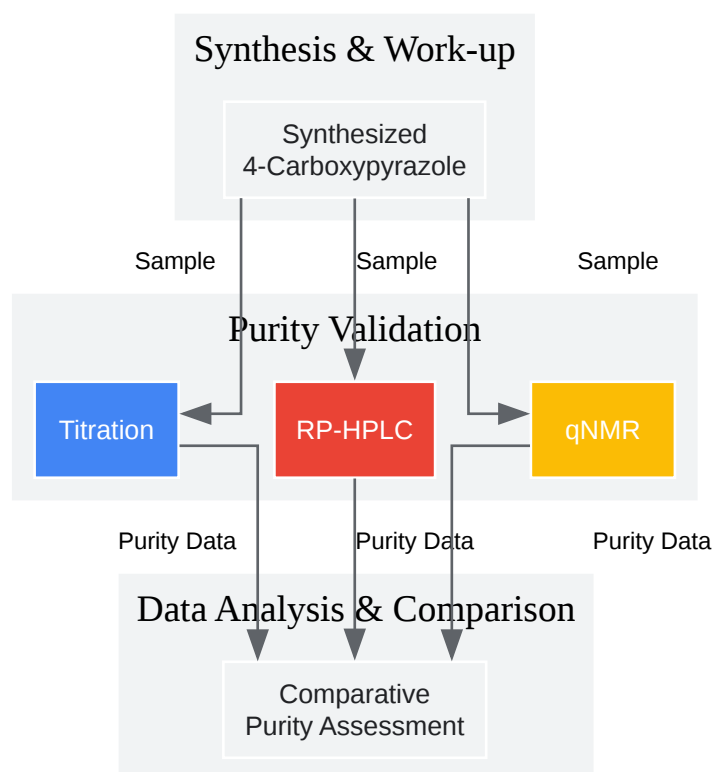 Synthesis & Work-up
Synthesized
4-Carboxypyrazole
Sample Sample Sample
Purity Validation
Titration RP-HPLC qNMR
Purity Data Purity Data Purity Data
Data Analysis & Comparison
Comparative
Purity Assessment